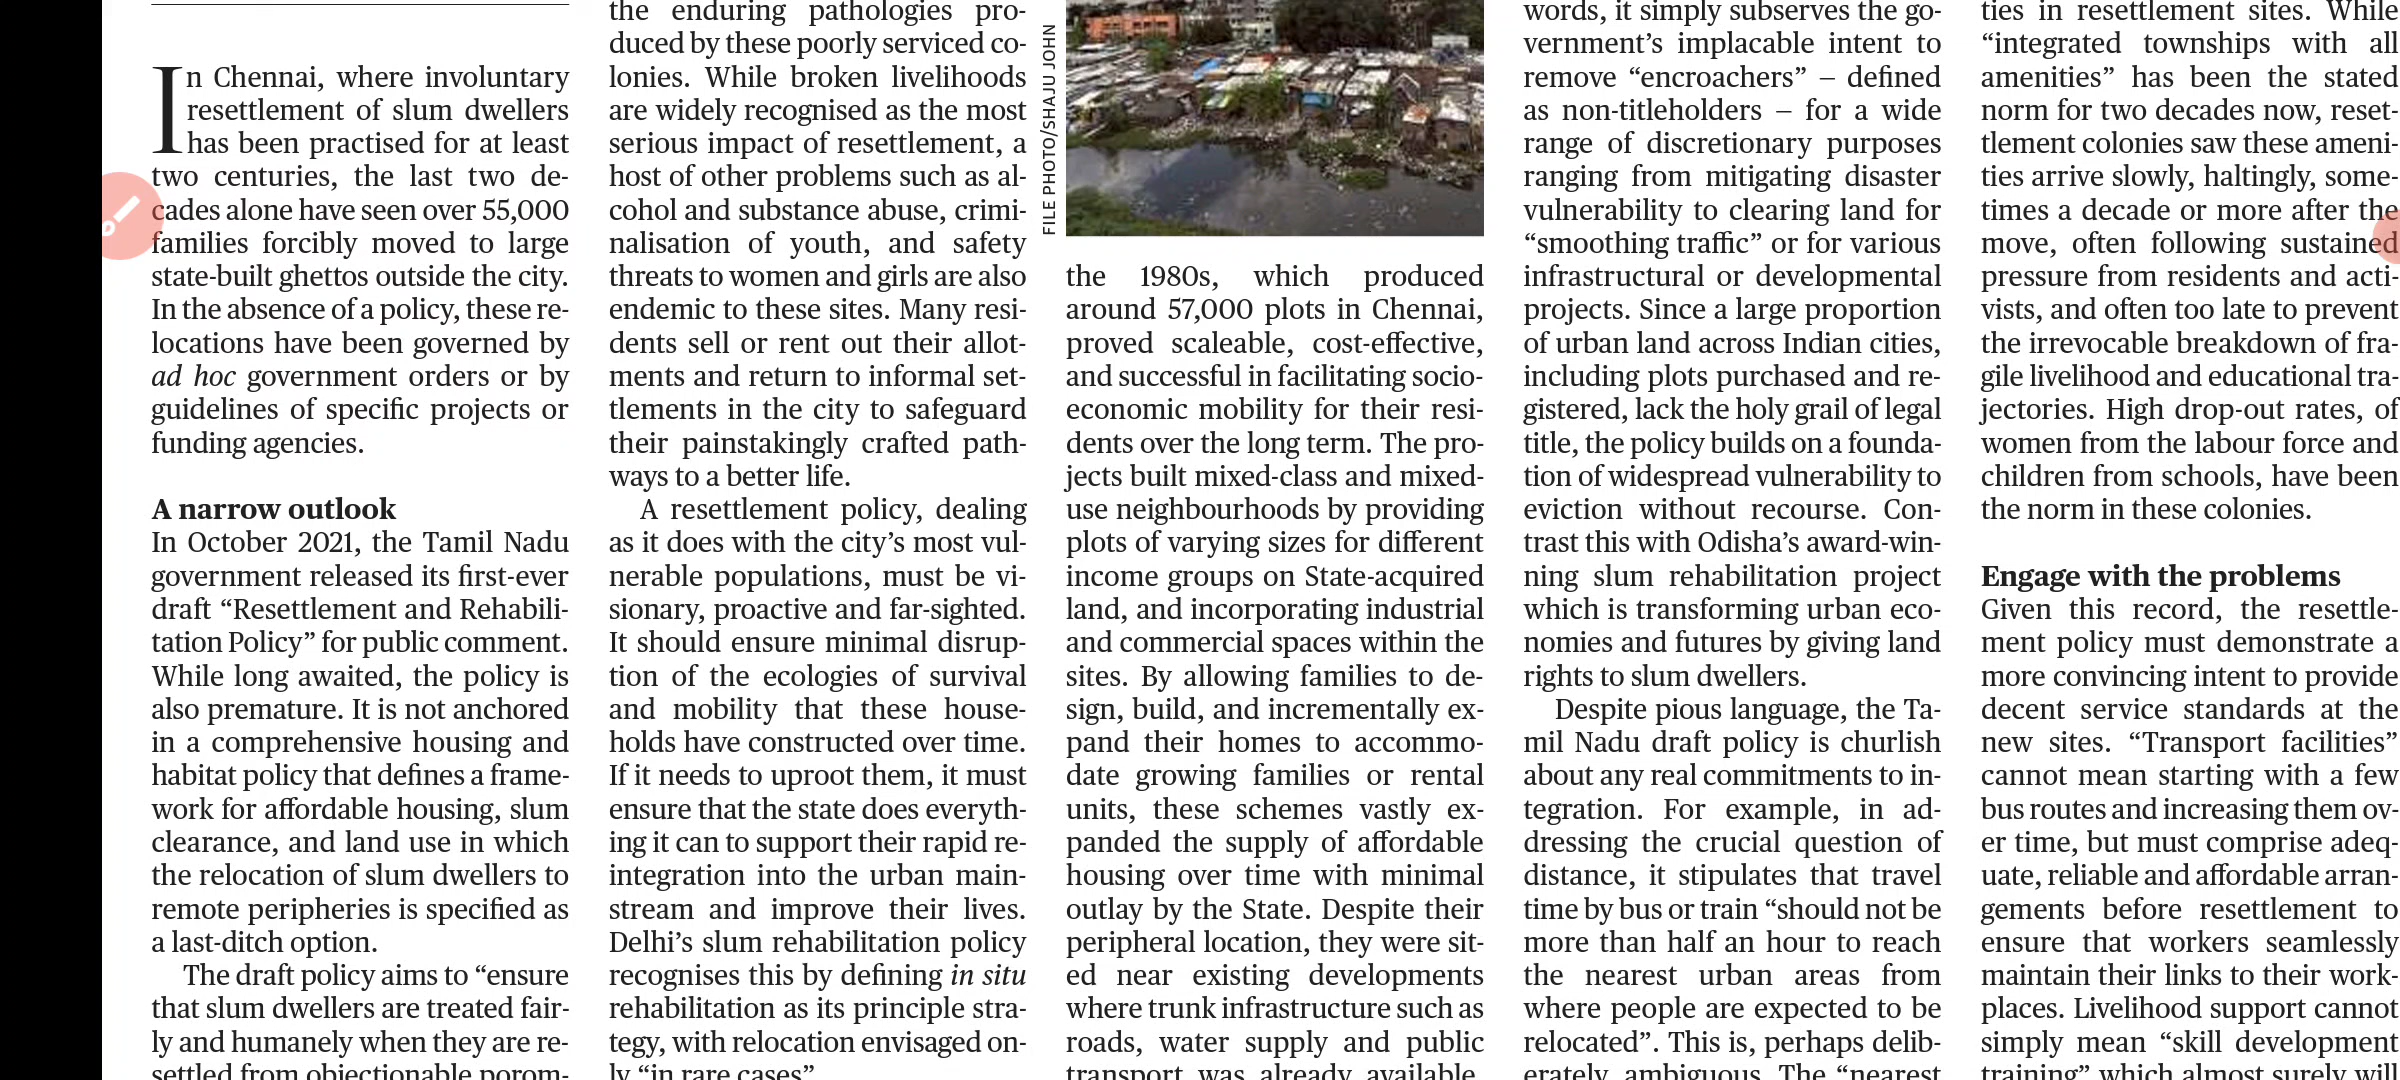 In Chennai, where involuntary
resettlement of slum dwellers
has been practised for at least
two centuries, the last two de-
cades alone have seen over 55,000
families forcibly moved to large
state-built ghettos outside the city.
In the absence of a policy, these re-
locations have been governed by
ad hoc government orders or by
guidelines of specific projects or
funding agencies.
A narrow outlook
In October 2021, the Tamil Nadu
government released its first-ever
draft “Resettlement and Rehabili-
tation Policy” for public comment.
While long awaited, the policy is
also premature. It is not anchored
in a comprehensive housing and
habitat policy that defines a frame-
work for affordable housing, slum
clearance, and land use in which
the relocation of slum dwellers to
remote peripheries is specified as
a last-ditch option.
The draft policy aims to “ensure
that slum dwellers are treated fair-
ly and humanely when they are re-
settled from objectionable porom-
the enduring pathologies pro-
duced by these poorly serviced co-
lonies. While broken livelihoods
are widely recognised as the most
serious impact of resettlement, a
host of other problems such as al-
cohol and substance abuse, crimi-
nalisation of youth, and safety
threats to women and girls are also
endemic to these sites. Many resi-
dents sell or rent out their allot-
ments and return to informal set-
tlements in the city to safeguard
their painstakingly crafted path-
ways to a better life.
A resettlement policy, dealing
as it does with the city’s most vul-
nerable populations, must be vi-
sionary, proactive and far-sighted.
It should ensure minimal disrup-
tion of the ecologies of survival
and mobility that these house-
holds have constructed over time.
If it needs to uproot them, it must
ensure that the state does everyth-
ing it can to support their rapid re-
integration into the urban main-
stream and improve their lives.
Delhi’s slum rehabilitation policy
recognises this by defining in situ
rehabilitation as its principle stra-
tegy, with relocation envisaged on-
ly “in rare cases”
FILE PHOTO/SHAJU JOHN
the 1980s, which produced
around 57,000 plots in Chennai,
proved scaleable, cost-effective,
and successful in facilitating socio-
economic mobility for their resi-
dents over the long term. The pro-
jects built mixed-class and mixed-
use neighbourhoods by providing
plots of varying sizes for different
income groups on State-acquired
land, and incorporating industrial
and commercial spaces within the
sites. By allowing families to de-
sign, build, and incrementally ex-
pand their homes to accommo-
date growing families or rental
units, these schemes vastly ex-
panded the supply of affordable
housing over time with minimal
outlay by the State. Despite their
peripheral location, they were sit-
ed near existing developments
where trunk infrastructure such as
roads, water supply and public
transport was already available.
words, it simply subserves the go-
vernment’s implacable intent to
remove “encroachers” – defined
as non-titleholders – for a wide
range of discretionary purposes
ranging from mitigating disaster
vulnerability to clearing land for
“smoothing traffic” or for various
infrastructural or developmental
projects. Since a large proportion
of urban land across Indian cities,
including plots purchased and re-
gistered, lack the holy grail of legal
title, the policy builds on a founda-
tion of widespread vulnerability to
eviction without recourse. Con-
trast this with Odisha’s award-win-
ning slum rehabilitation project
which is transforming urban eco-
nomies and futures by giving land
rights to slum dwellers.
Despite pious language, the Ta-
mil Nadu draft policy is churlish
about any real commitments to in-
tegration. For example, in ad-
dressing the crucial question of
distance, it stipulates that travel
time by bus or train “should not be
more than half an hour to reach
the nearest urban areas from
where people are expected to be
relocated”. This is, perhaps delib-
erately, ambiguous. The “nearest
ties in resettlement sites. While
“integrated townships with all
amenities” has been the stated
norm for two decades now, reset-
tlement colonies saw these ameni-
ties arrive slowly, haltingly, some-
times a decade or more after the
move, often following sustained
pressure from residents and acti-
vists, and often too late to prevent
the irrevocable breakdown of fra-
gile livelihood and educational tra-
jectories. High drop-out rates, of
women from the labour force and
children from schools, have been
the norm in these colonies.
Engage with the problems
Given this record, the resettle-
ment policy must demonstrate a
more convincing intent to provide
decent service standards at the
new sites. “Transport facilities”
cannot mean starting with a few
bus routes and increasing them ov-
er time, but must comprise adeq-
uate, reliable and affordable arran-
gements before resettlement to
ensure that workers seamlessly
maintain their links to their work-
places. Livelihood support cannot
simply mean “skill development
training” which almost surely will